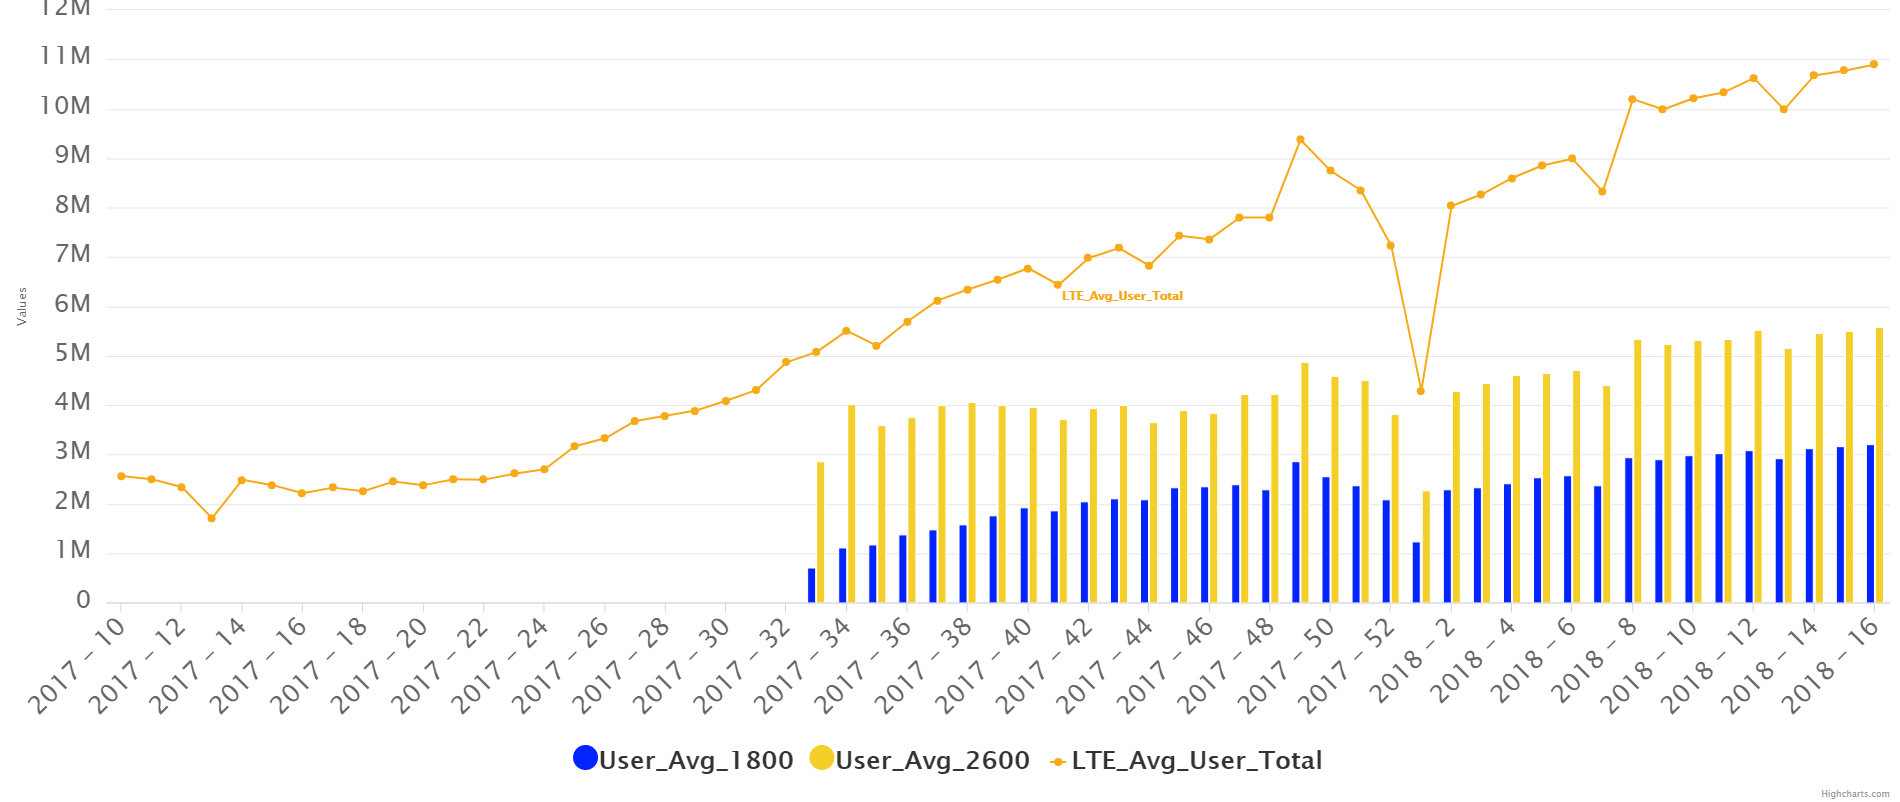 12M
11M
10M
9M
8M
7M
6M
5M
4M
3M
2M
1M
0
Values
LTE_Avg_User_Total
2017 – 10
2017 – 12
2017 – 14
2017 – 16
2017 – 18
2017 – 20
2017 – 22
2017 – 24
2017 – 26
2017 – 28
2017 – 30
2017 – 32
2017 – 34
2017 – 36
2017 – 38
2017 – 40
2017 – 42
2017 – 44
2017 – 46
2017 – 48
2017 – 50
2017 – 52
2018 – 2
2018 – 4
2018 – 6
2018 – 8
2018 – 10
2018 – 12
2018 – 14
2018 – 16
User_Avg_1800 User_Avg_2600 LTE_Avg_User_Total
Highcharts.com